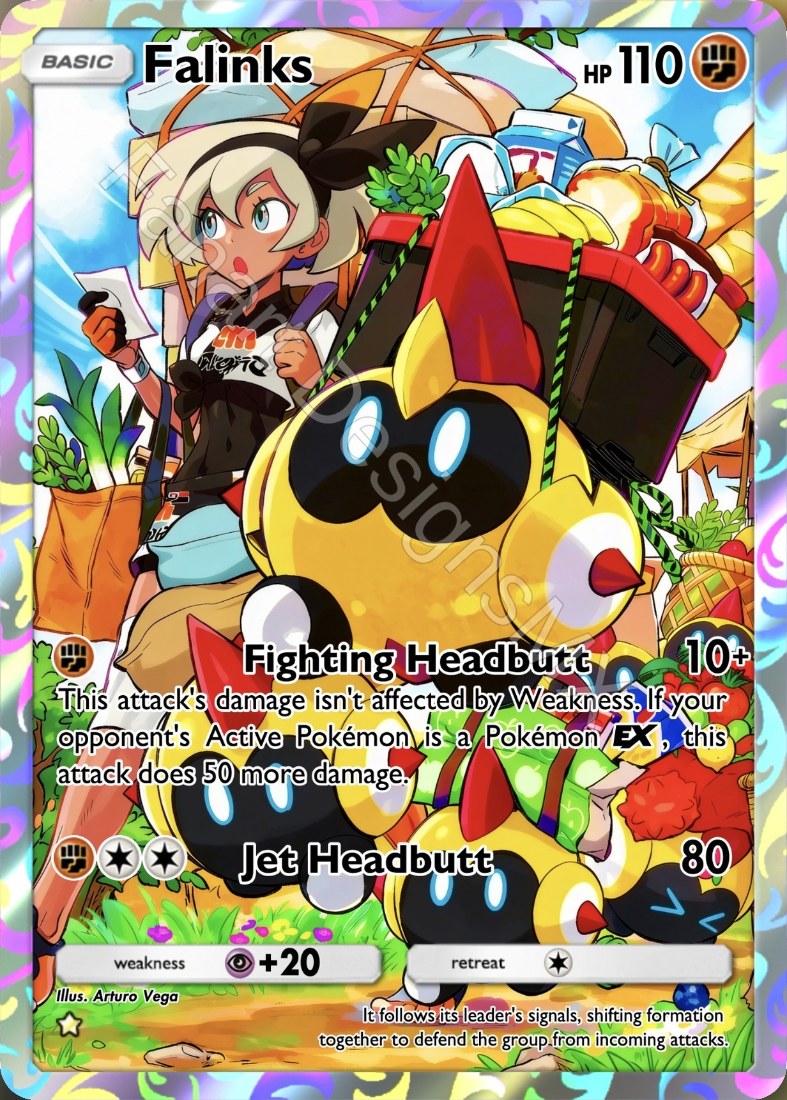 BASIC Falinks HP 110
Fighting Headbutt 10+
This attack's damage isn't affected by Weakness. If your
opponent's Active Pokémon is a Pokémon EX, this
attack does 50 more damage.
Jet Headbutt 80
weakness +20 retreat
Illus. Arturo Vega
It follows its leader's signals, shifting formation
together to defend the group from incoming attacks.